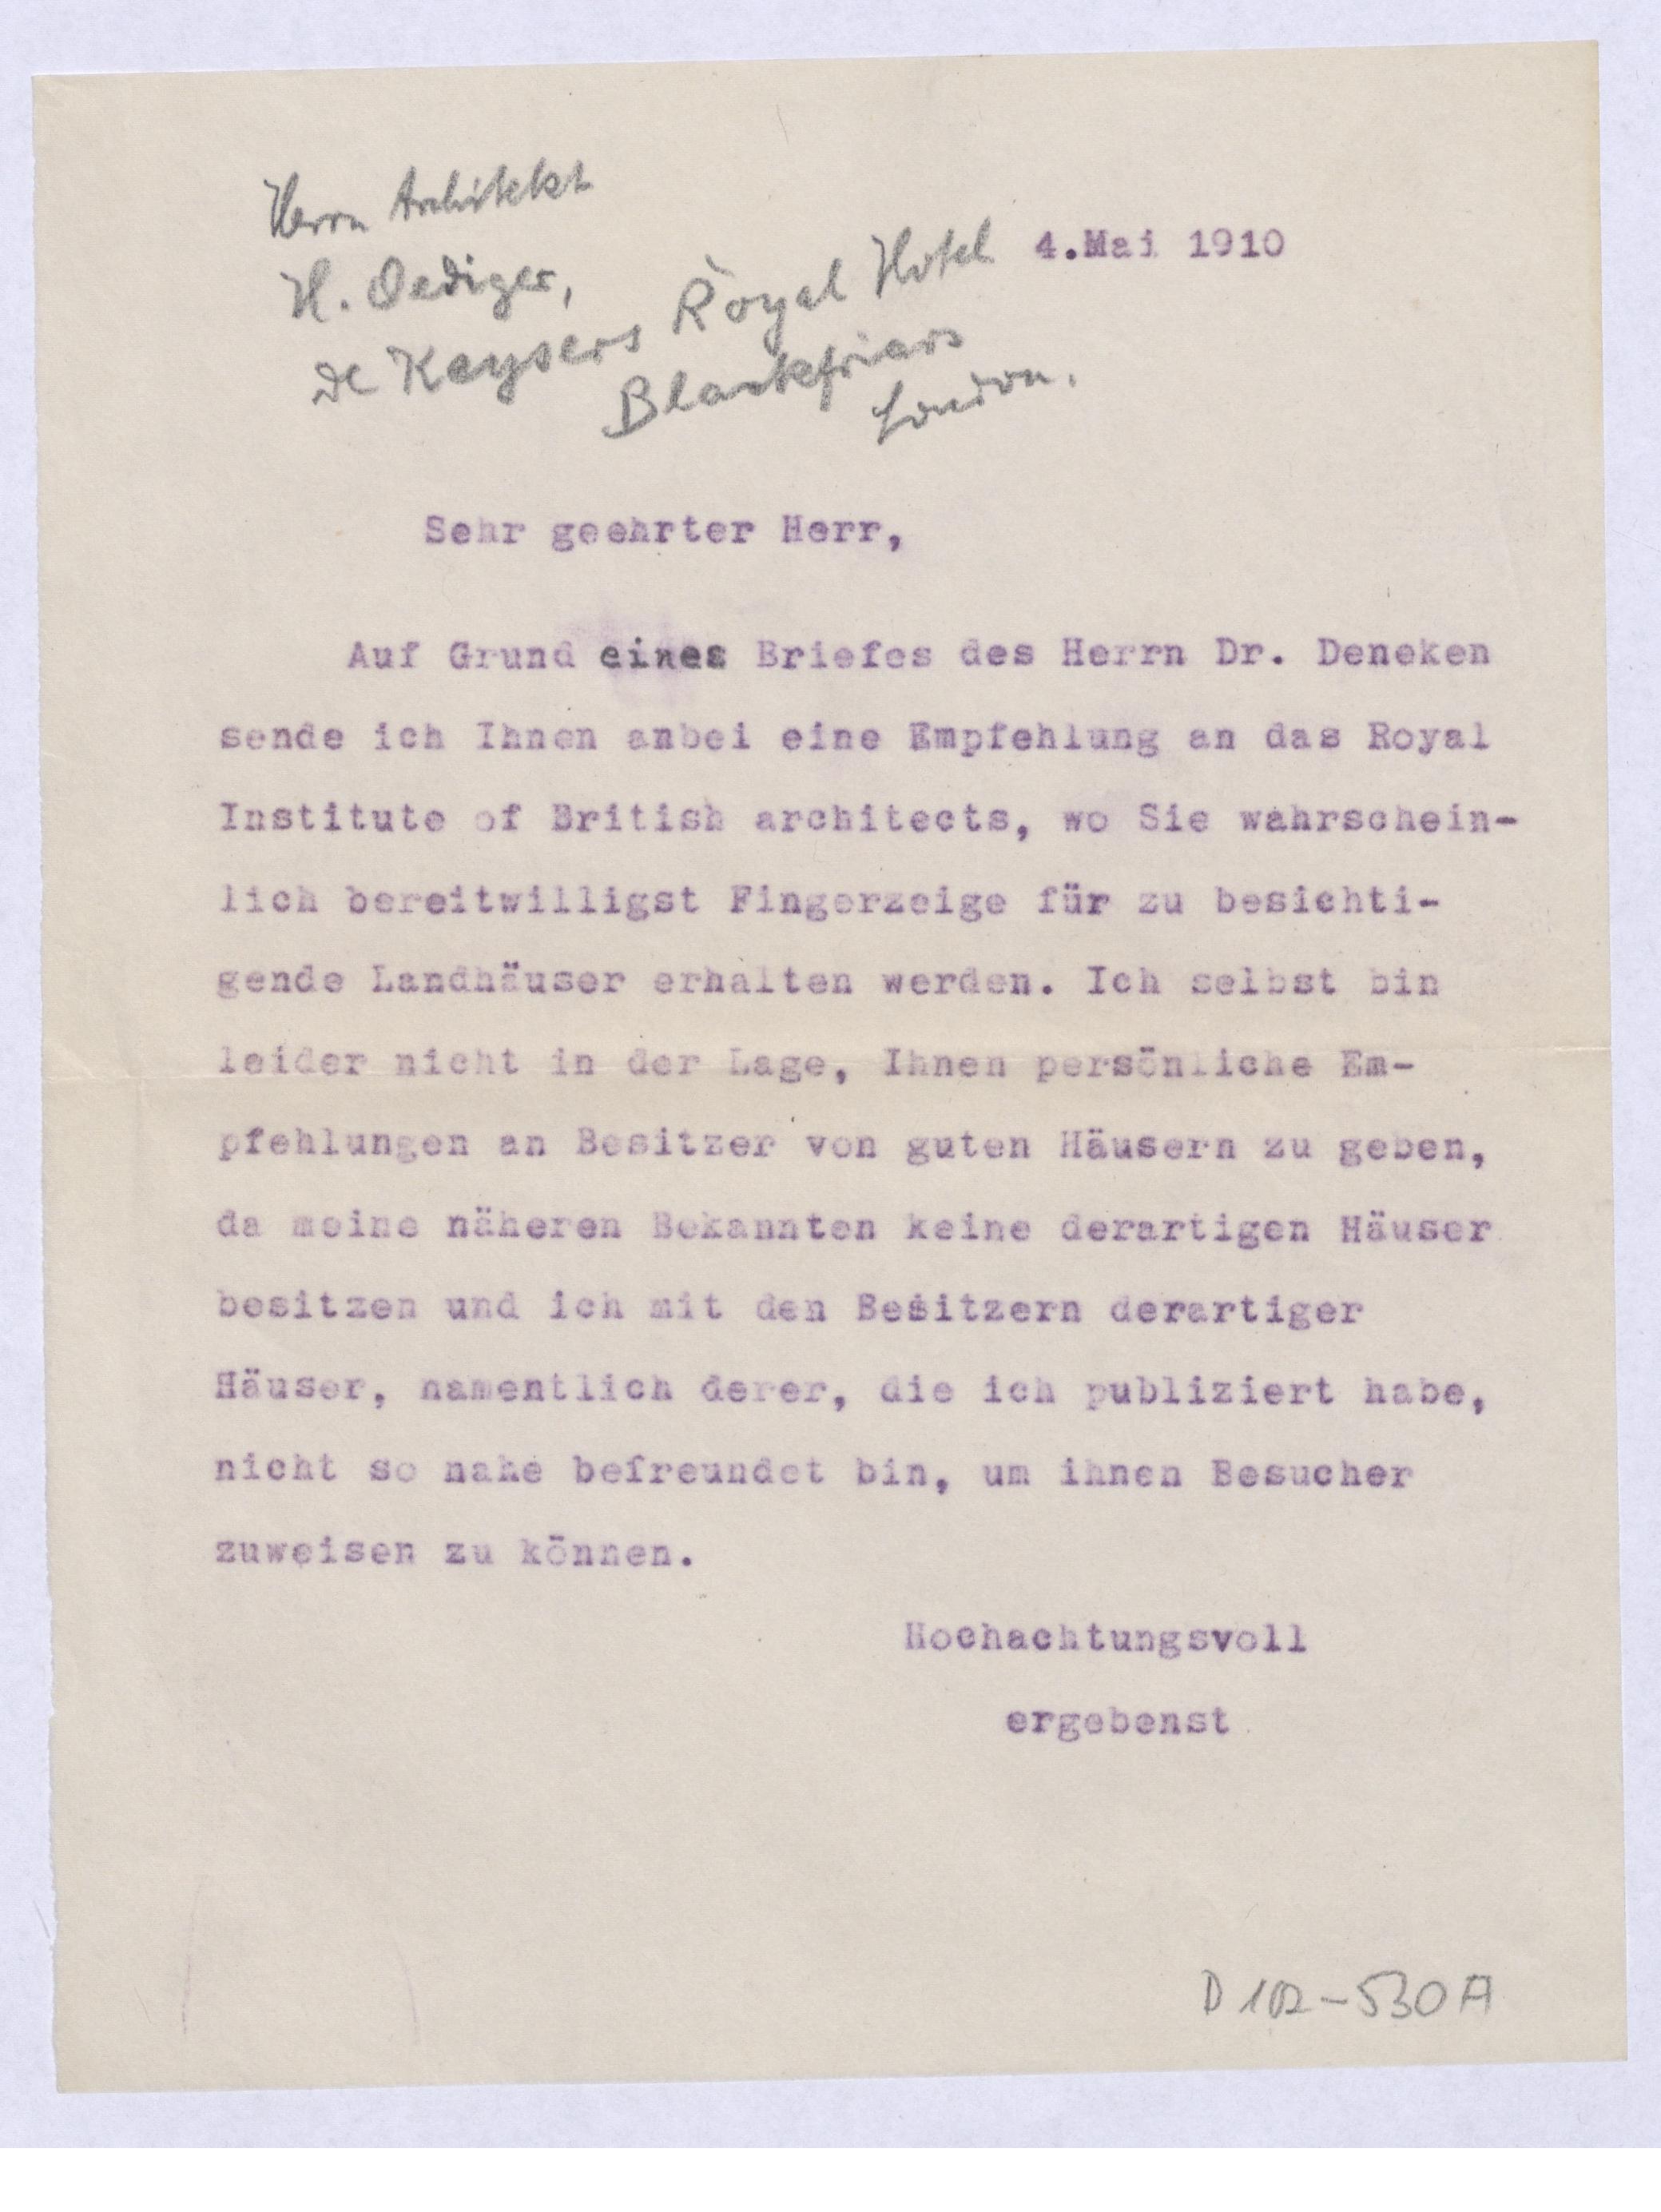 Herrn Architekt
H. Oediger,
De Keysers Royal Hotel
Blackfriars
London.
4.Mai 1910
Sehr geehrter Herr,
Auf Grund eines Briefes des Herrn Dr. Deneken
sende ich Ihnen anbei eine Empfehlung an das Royal
Institute of British architects, wo Sie wahrschein-
lich bereitwilligst Fingerzeige für zu besichti-
gende Landhäuser erhalten werden. Ich selbst bin
leider nicht in der Lage, Ihnen persönliche Em-
pfehlungen an Besitzer von guten Häusern zu geben,
da meine näheren Bekannten keine derartigen Häuser
besitzen und ich mit den Besitzern derartiger
Häuser, namentlich derer, die ich publiziert habe,
nicht so nahe befreundet bin, um ihnen Besucher
zuweisen zu können.
Hochachtungsvoll
ergebenst
D 102-530 A